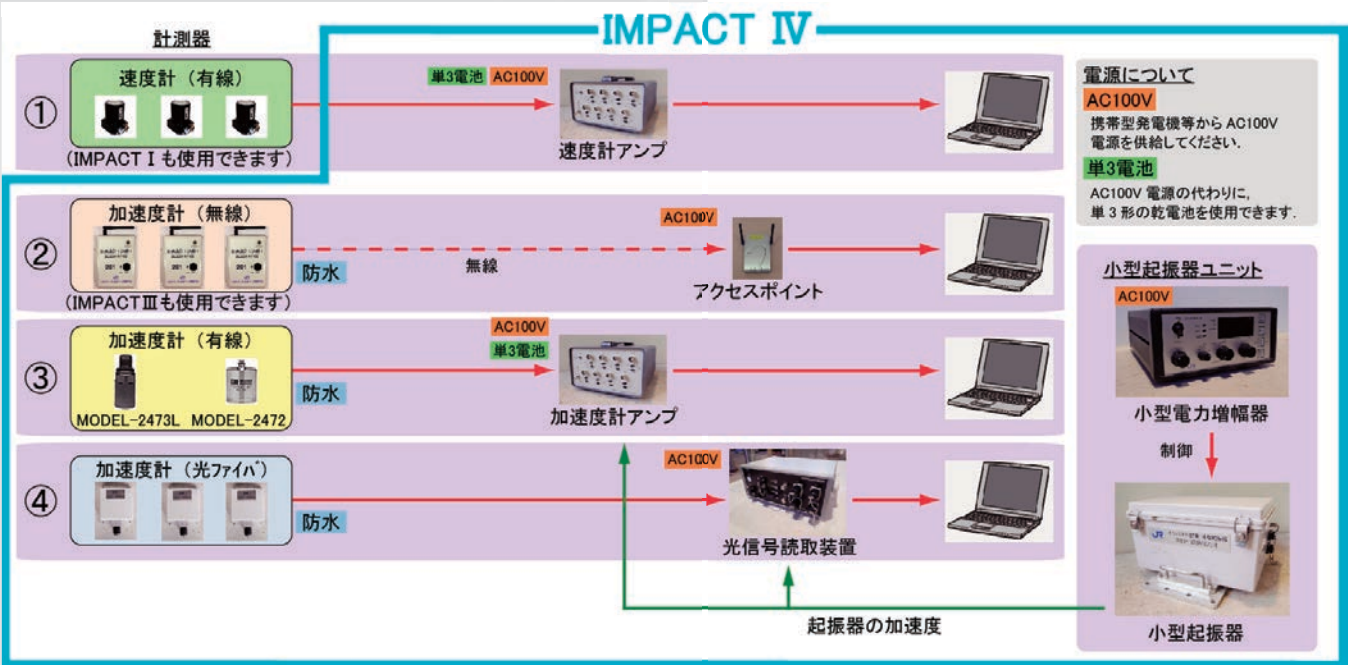 IMPACT Ⅳ
計測器
①
速度計（有線）
(IMPACTⅠも使用できます)
単3電池 AC100V
速度計アンプ
②
加速度計（無線）
(IMPACTⅢも使用できます)
防水
無線
AC100V
アクセスポイント
③
加速度計（有線）
MODEL-2473L MODEL-2472
防水
AC100V
単3電池
加速度計アンプ
④
加速度計（光ファイバ）
防水
AC100V
光信号読取装置
起振器の加速度
電源について
AC100V
携帯型発電機等から AC100V
電源を供給してください.
単3電池
AC100V 電源の代わりに,
単 3 形の乾電池を使用できます.
小型起振器ユニット
AC100V
小型電力増幅器
制御
JR
小型起振器